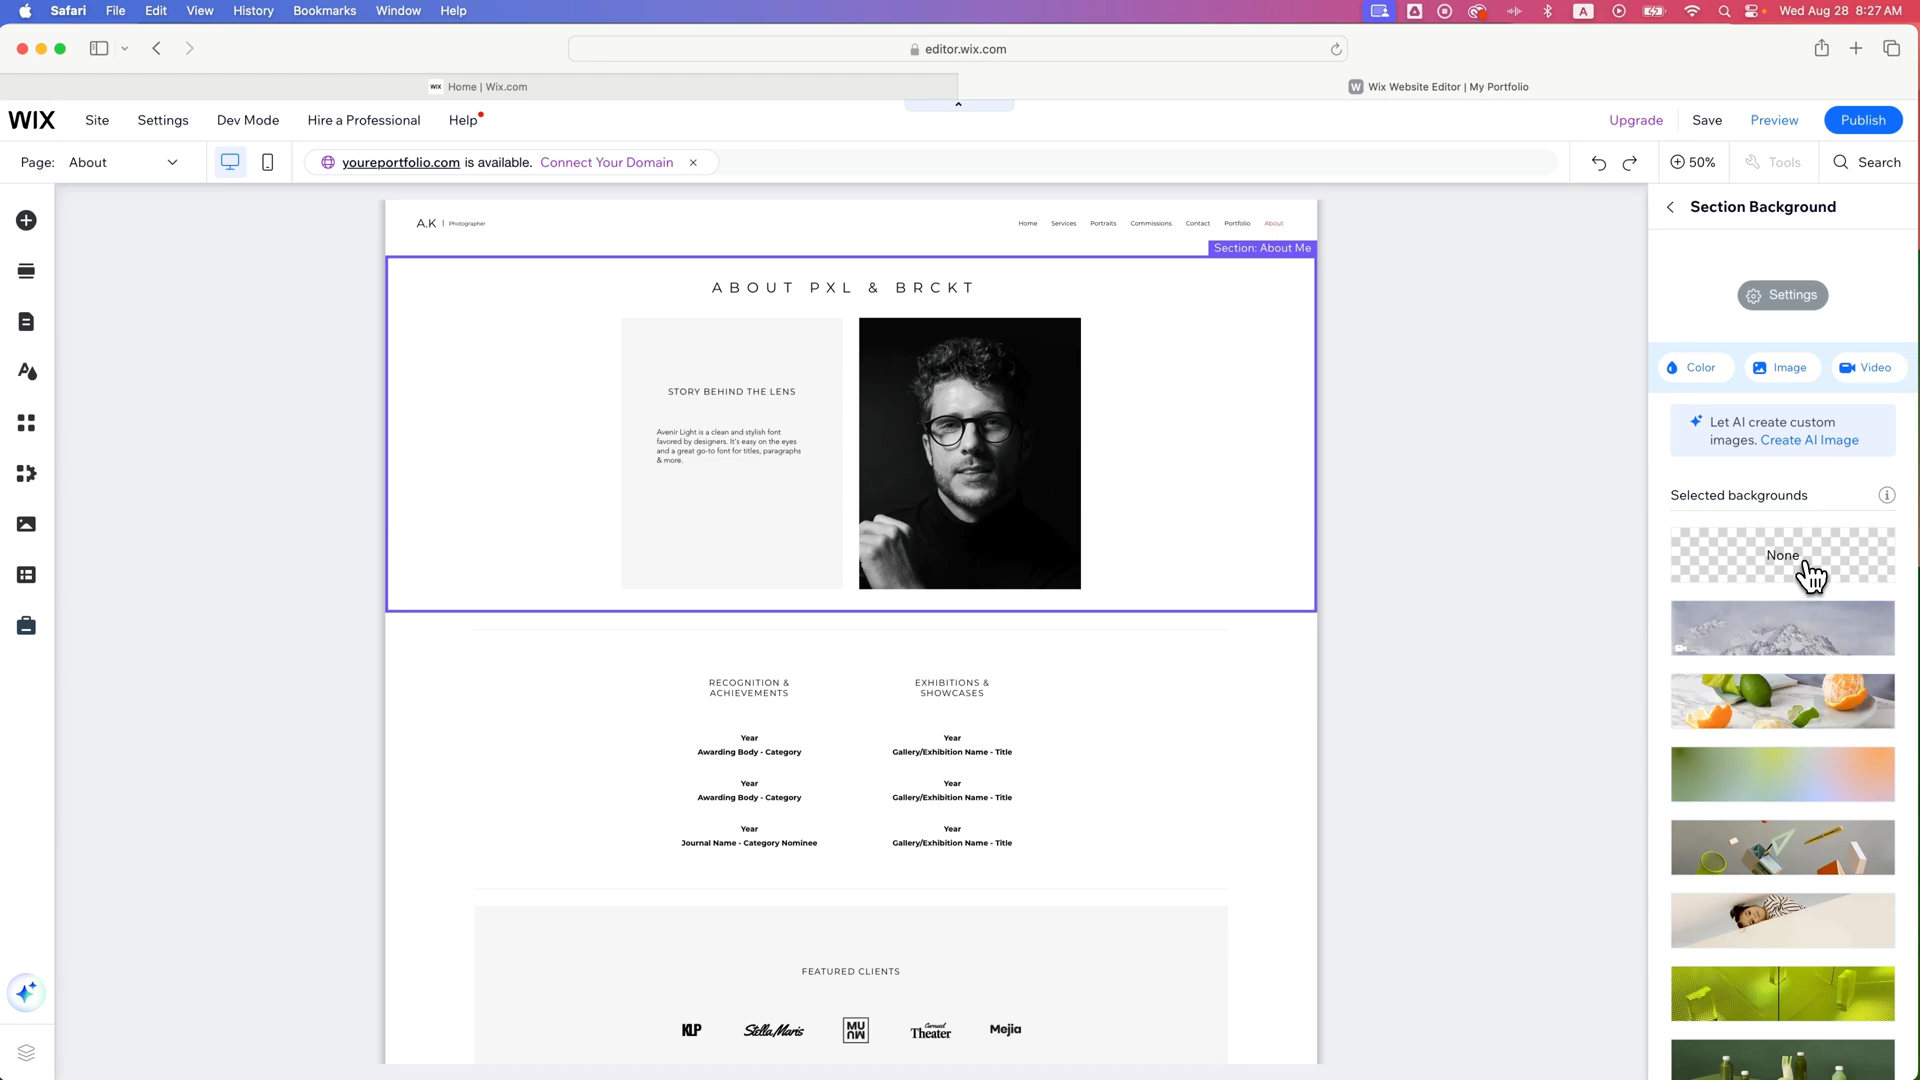 Safari File Edit View History Bookmarks Window Help
A
Wed Aug 28 8:27 AM
editor.wix.com
WIX Home | Wix.com
W Wix Website Editor | My Portfolio
WIX Site Settings Dev Mode Hire a Professional Help
Upgrade Save Preview Publish
Page: About
youreportfolio.com is available. Connect Your Domain ×
50% Tools Search
A.K | Photographer
Home Services Portraits Commissions Contact Portfolio About
Section: About Me
ABOUT PXL & BRCKT
STORY BEHIND THE LENS
Avenir Light is a clean and stylish font
favored by designers. It's easy on the eyes
and a great go-to font for titles, paragraphs
& more.
RECOGNITION &
ACHIEVEMENTS
Year
Awarding Body - Category
Year
Awarding Body - Category
Year
Journal Name - Category Nominee
EXHIBITIONS &
SHOWCASES
Year
Gallery/Exhibition Name - Title
Year
Gallery/Exhibition Name - Title
Year
Gallery/Exhibition Name - Title
FEATURED CLIENTS
KLP
Stella Maris
MU
WN
Carousel
Theater
Mejia
Section Background
Settings
Color Image Video
Let AI create custom
images. Create AI Image
Selected backgrounds
None